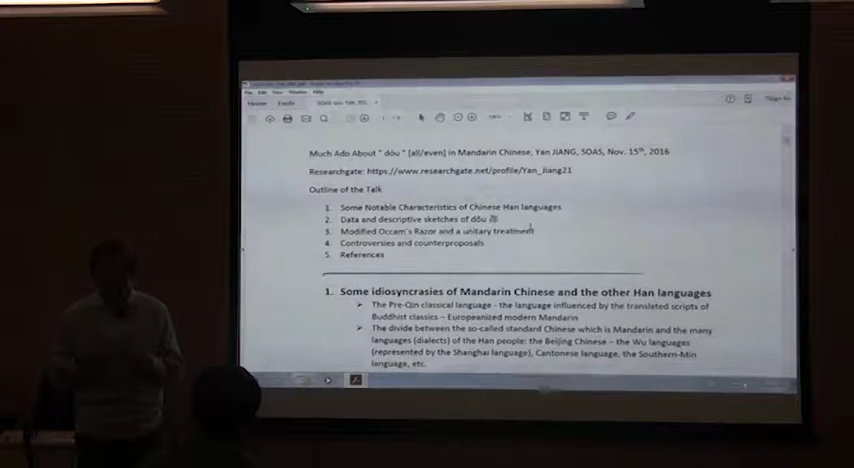 Home Tools
Much Ado About " dōu " [all/even] in Mandarin Chinese, Yan JIANG, SOAS, Nov. 15th, 2016
Researchgate: https://www.researchgate.net/profile/Yan_Jiang21
Outline of the Talk
1. Some Notable Characteristics of Chinese Han languages
2. Data and descriptive sketches of dōu 都
3. Modified Occam's Razor and a unitary treatment
4. Controversies and counterproposals
5. References
1. Some idiosyncrasies of Mandarin Chinese and the other Han languages
➢ The Pre-Qin classical language - the language influenced by the translated scripts of
Buddhist classics – Europeanized modern Mandarin
➢ The divide between the so-called standard Chinese which is Mandarin and the many
languages (dialects) of the Han people: the Beijing Chinese – the Wu languages
(represented by the Shanghai language), Cantonese language, the Southern-Min
language, etc.